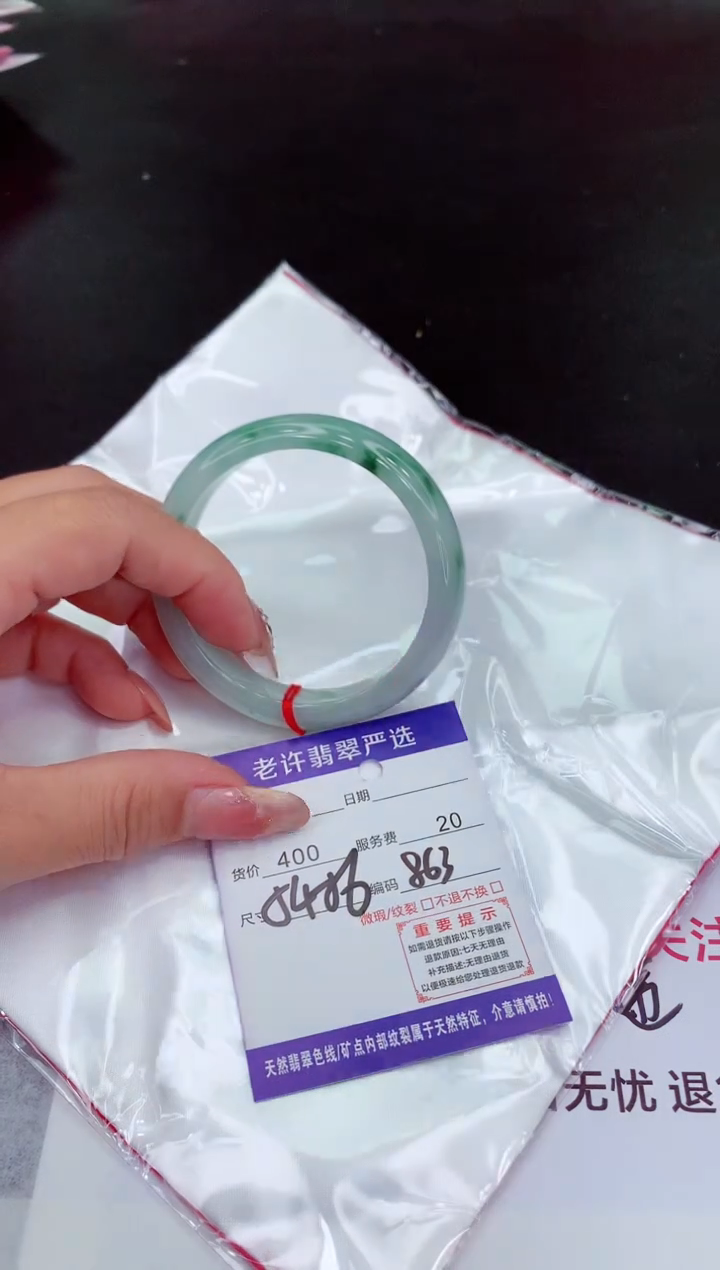 老许翡翠严选
日期
货价 400 服务费 20
尺寸 编码 863
微瑕/纹裂 □ 不退不换 □
重要提示
如需退货请按以下步骤操作
退款原因:七天无理由
补充描述:无理由退货
以便极速给您处理退货退款
天然翡翠色线/矿点内部纹裂属于天然特征，介意请慎拍!
关注
无忧 退